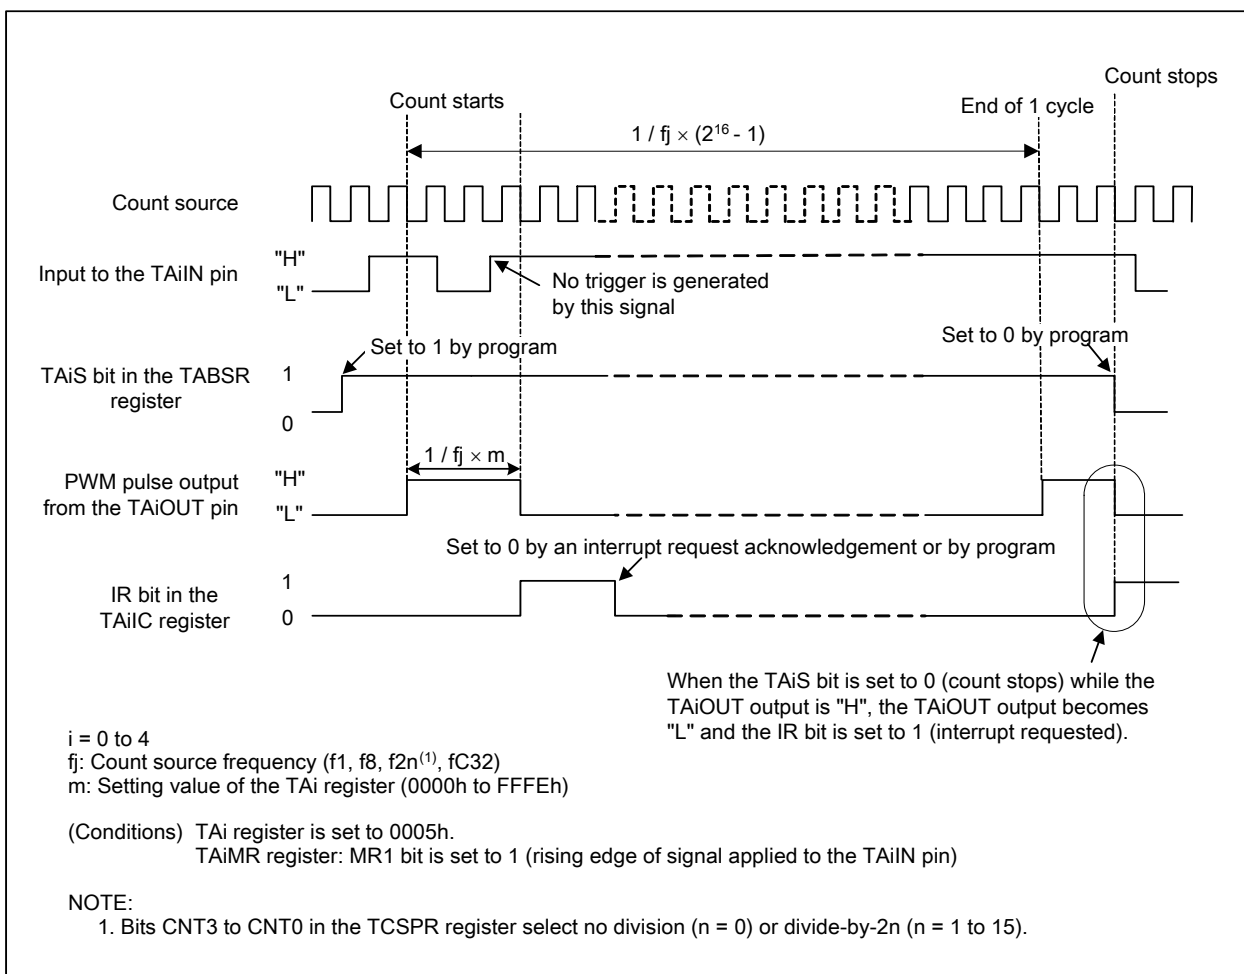 Count stops
Count starts
End of 1 cycle
1 / fj × (2¹⁶ - 1)
Count source
Input to the TAiIN pin
"H"
"L"
No trigger is generated
by this signal
Set to 1 by program
Set to 0 by program
TAiS bit in the TABSR
register
1
0
1 / fj × m
PWM pulse output
from the TAiOUT pin
"H"
"L"
Set to 0 by an interrupt request acknowledgement or by program
IR bit in the
TAiIC register
1
0
When the TAiS bit is set to 0 (count stops) while the
TAiOUT output is "H", the TAiOUT output becomes
"L" and the IR bit is set to 1 (interrupt requested).
i = 0 to 4
fj: Count source frequency (f1, f8, f2n⁽¹⁾, fC32)
m: Setting value of the TAi register (0000h to FFFEh)
(Conditions) TAi register is set to 0005h.
TAiMR register: MR1 bit is set to 1 (rising edge of signal applied to the TAiIN pin)
NOTE:
1. Bits CNT3 to CNT0 in the TCSPR register select no division (n = 0) or divide-by-2n (n = 1 to 15).